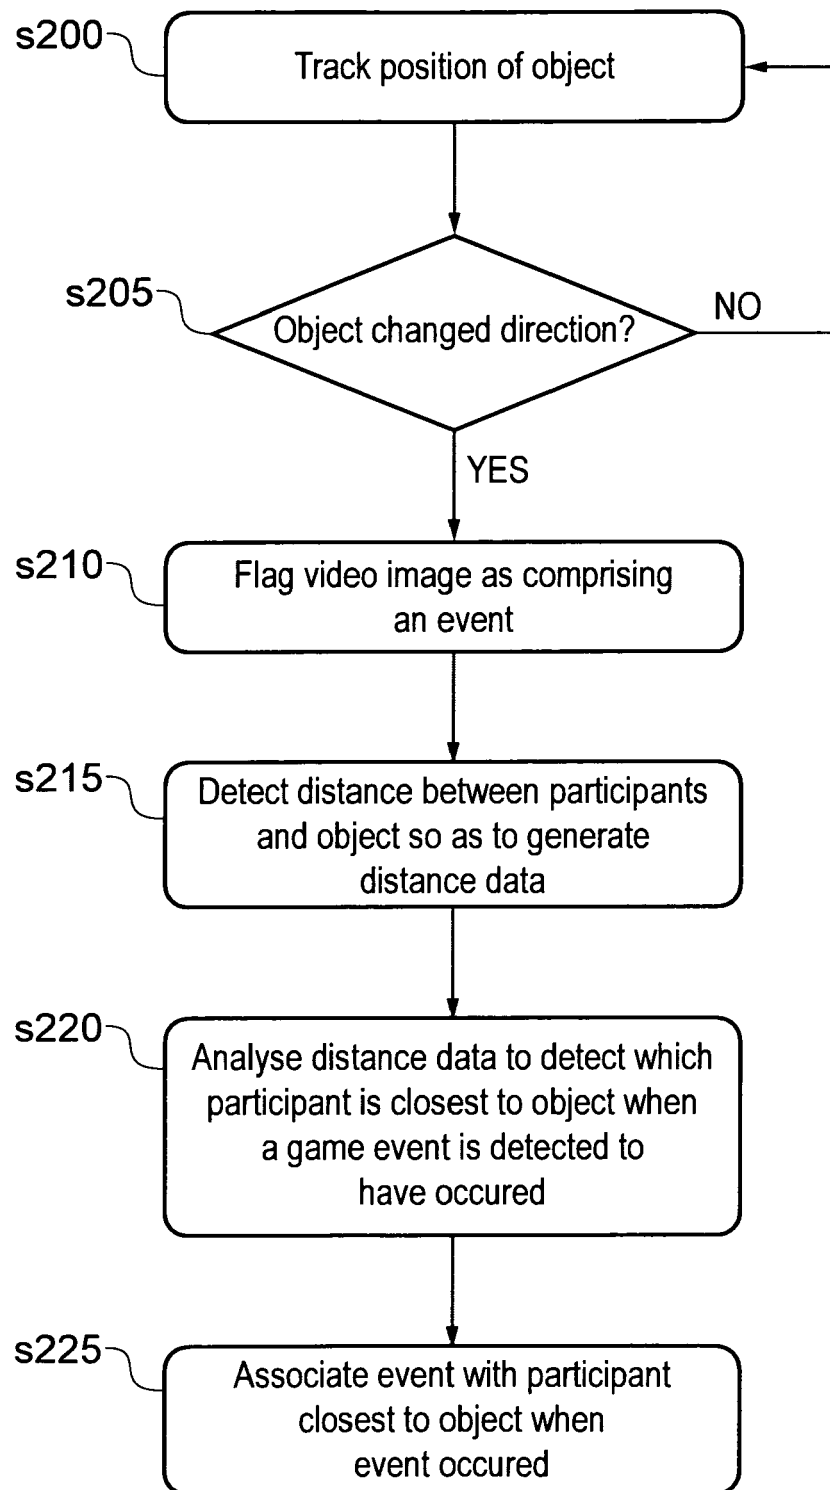 s200
Track position of object
s205
Object changed direction?
NO
YES
s210
Flag video image as comprising
an event
s215
Detect distance between participants
and object so as to generate
distance data
s220
Analyse distance data to detect which
participant is closest to object when
a game event is detected to
have occured
s225
Associate event with participant
closest to object when
event occured